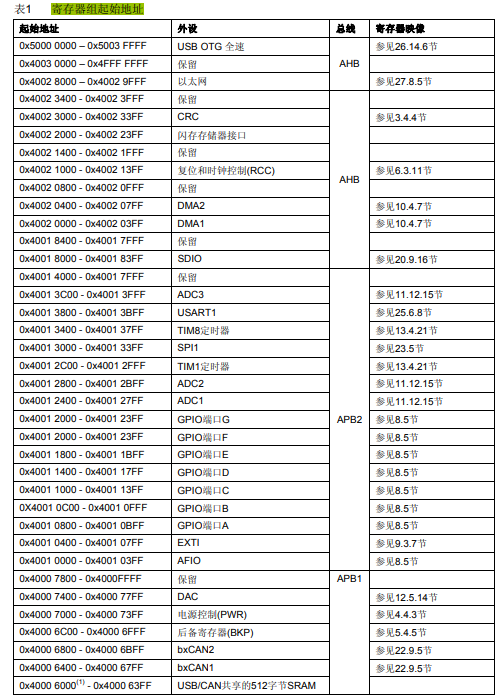 表1 寄存器组起始地址
起始地址 外设 总线 寄存器映像
0x5000 0000 – 0x5003 FFFF USB OTG 全速 AHB 参见26.14.6节
0x4003 0000 - 0x4FFF FFFF 保留
0x4002 8000 – 0x4002 9FFF 以太网 参见27.8.5节
0x4002 3400 - 0x4002 3FFF 保留 AHB
0x4002 3000 - 0x4002 33FF CRC 参见3.4.4节
0x4002 2000 - 0x4002 23FF 闪存存储器接口
0x4002 1400 - 0x4002 1FFF 保留
0x4002 1000 - 0x4002 13FF 复位和时钟控制(RCC) 参见6.3.11节
0x4002 0800 - 0x4002 0FFF 保留
0x4002 0400 - 0x4002 07FF DMA2 参见10.4.7节
0x4002 0000 - 0x4002 03FF DMA1 参见10.4.7节
0x4001 8400 - 0x4001 7FFF 保留
0x4001 8000 - 0x4001 83FF SDIO 参见20.9.16节
0x4001 4000 - 0x4001 7FFF 保留 APB2
0x4001 3C00 - 0x4001 3FFF ADC3 参见11.12.15节
0x4001 3800 - 0x4001 3BFF USART1 参见25.6.8节
0x4001 3400 - 0x4001 37FF TIM8定时器 参见13.4.21节
0x4001 3000 - 0x4001 33FF SPI1 参见23.5节
0x4001 2C00 - 0x4001 2FFF TIM1定时器 参见13.4.21节
0x4001 2800 - 0x4001 2BFF ADC2 参见11.12.15节
0x4001 2400 - 0x4001 27FF ADC1 参见11.12.15节
0x4001 2000 - 0x4001 23FF GPIO端口G 参见8.5节
0x4001 2000 - 0x4001 23FF GPIO端口F 参见8.5节
0x4001 1800 - 0x4001 1BFF GPIO端口E 参见8.5节
0x4001 1400 - 0x4001 17FF GPIO端口D 参见8.5节
0x4001 1000 - 0x4001 13FF GPIO端口C 参见8.5节
0X4001 0C00 - 0x4001 0FFF GPIO端口B 参见8.5节
0x4001 0800 - 0x4001 0BFF GPIO端口A 参见8.5节
0x4001 0400 - 0x4001 07FF EXTI 参见9.3.7节
0x4001 0000 - 0x4001 03FF AFIO 参见8.5节
0x4000 7800 - 0x4000FFFF 保留 APB1
0x4000 7400 - 0x4000 77FF DAC 参见12.5.14节
0x4000 7000 - 0x4000 73FF 电源控制(PWR) 参见4.4.3节
0x4000 6C00 - 0x4000 6FFF 后备寄存器(BKP) 参见5.4.5节
0x4000 6800 - 0x4000 6BFF bxCAN2 参见22.9.5节
0x4000 6400 - 0x4000 67FF bxCAN1 参见22.9.5节
0x4000 6000(1) - 0x4000 63FF USB/CAN共享的512字节SRAM